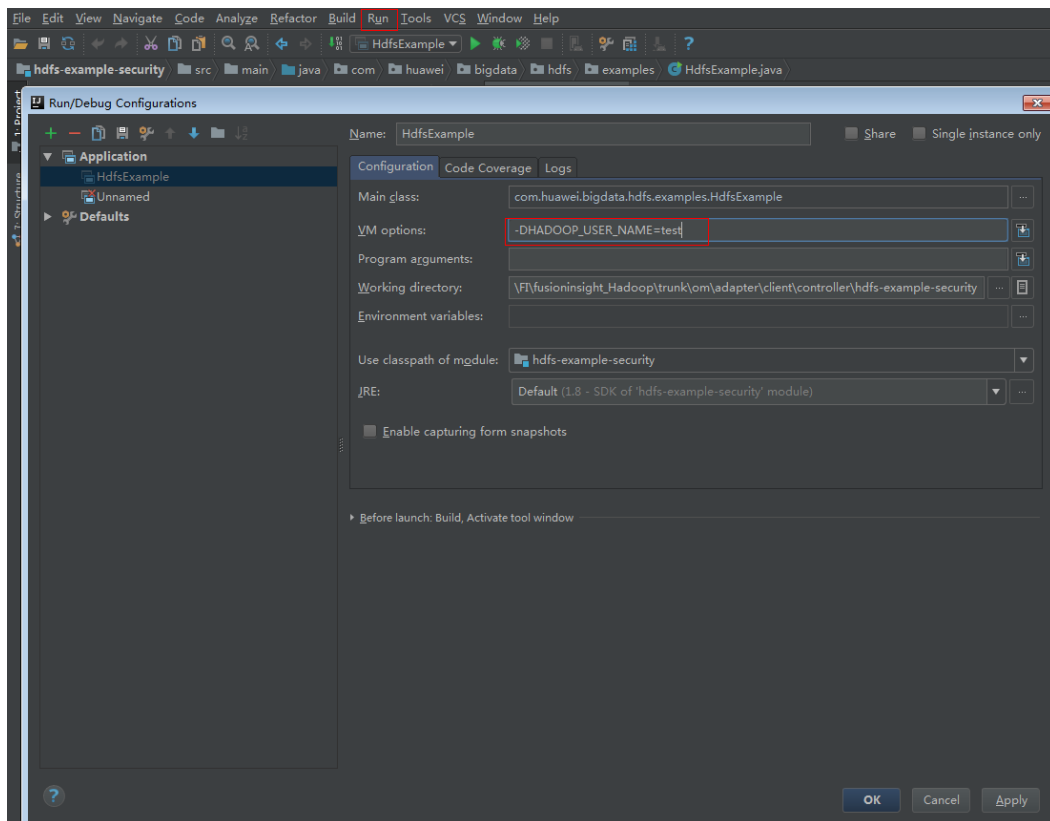 File Edit View Navigate Code Analyze Refactor Build Run Tools VCS Window Help
HdfsExample
hdfs-example-security src main java com huawei bigdata hdfs examples HdfsExample.java
Run/Debug Configurations
1: Project
7: Structure
Name: HdfsExample Share Single instance only
Application
HdfsExample
Unnamed
Defaults
Configuration Code Coverage Logs
Main class: com.huawei.bigdata.hdfs.examples.HdfsExample ...
VM options: -DHADOOP_USER_NAME=test
Program arguments:
Working directory: \FI\fusioninsight_Hadoop\trunk\om\adapter\client\controller\hdfs-example-security ...
Environment variables: ...
Use classpath of module: hdfs-example-security
JRE: Default (1.8 - SDK of 'hdfs-example-security' module) ...
Enable capturing form snapshots
Before launch: Build, Activate tool window
? OK Cancel Apply